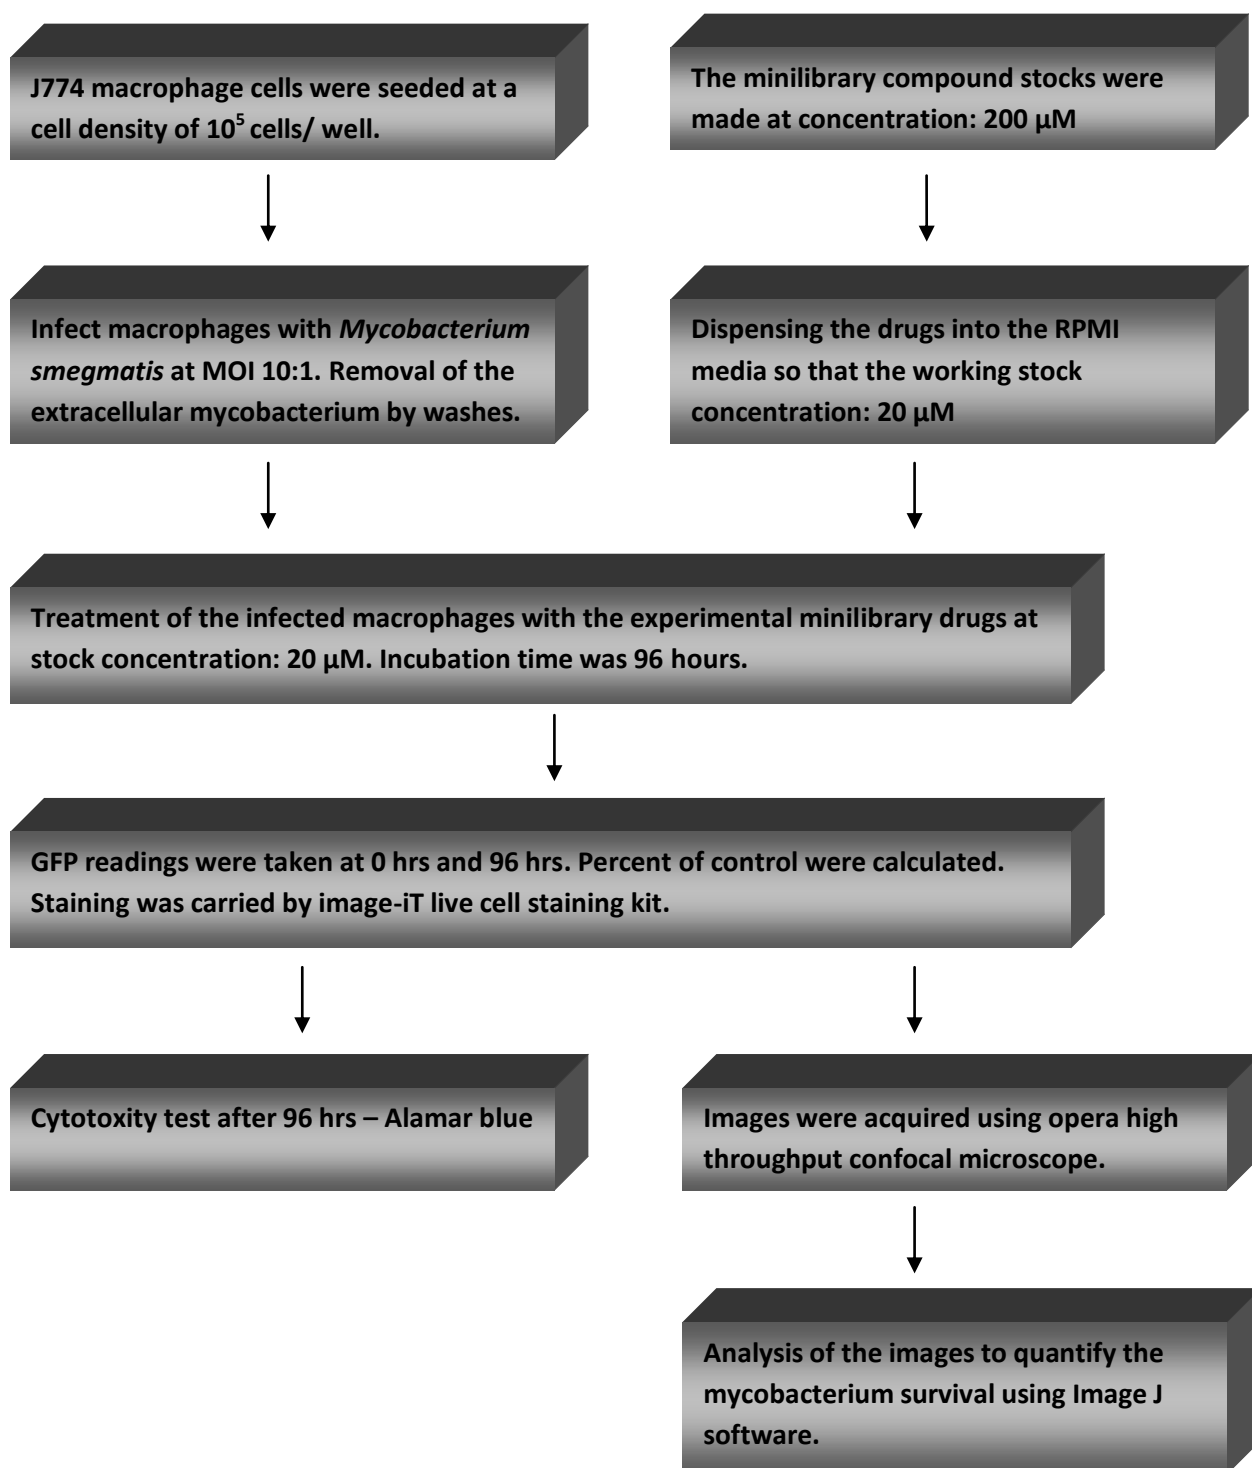 J774 macrophage cells were seeded at a
cell density of 10⁵ cells/ well.
The minilibrary compound stocks were
made at concentration: 200 µM
Infect macrophages with Mycobacterium
smegmatis at MOI 10:1. Removal of the
extracellular mycobacterium by washes.
Dispensing the drugs into the RPMI
media so that the working stock
concentration: 20 µM
Treatment of the infected macrophages with the experimental minilibrary drugs at
stock concentration: 20 µM. Incubation time was 96 hours.
GFP readings were taken at 0 hrs and 96 hrs. Percent of control were calculated.
Staining was carried by image-iT live cell staining kit.
Cytotoxity test after 96 hrs – Alamar blue
Images were acquired using opera high
throughput confocal microscope.
Analysis of the images to quantify the
mycobacterium survival using Image J
software.